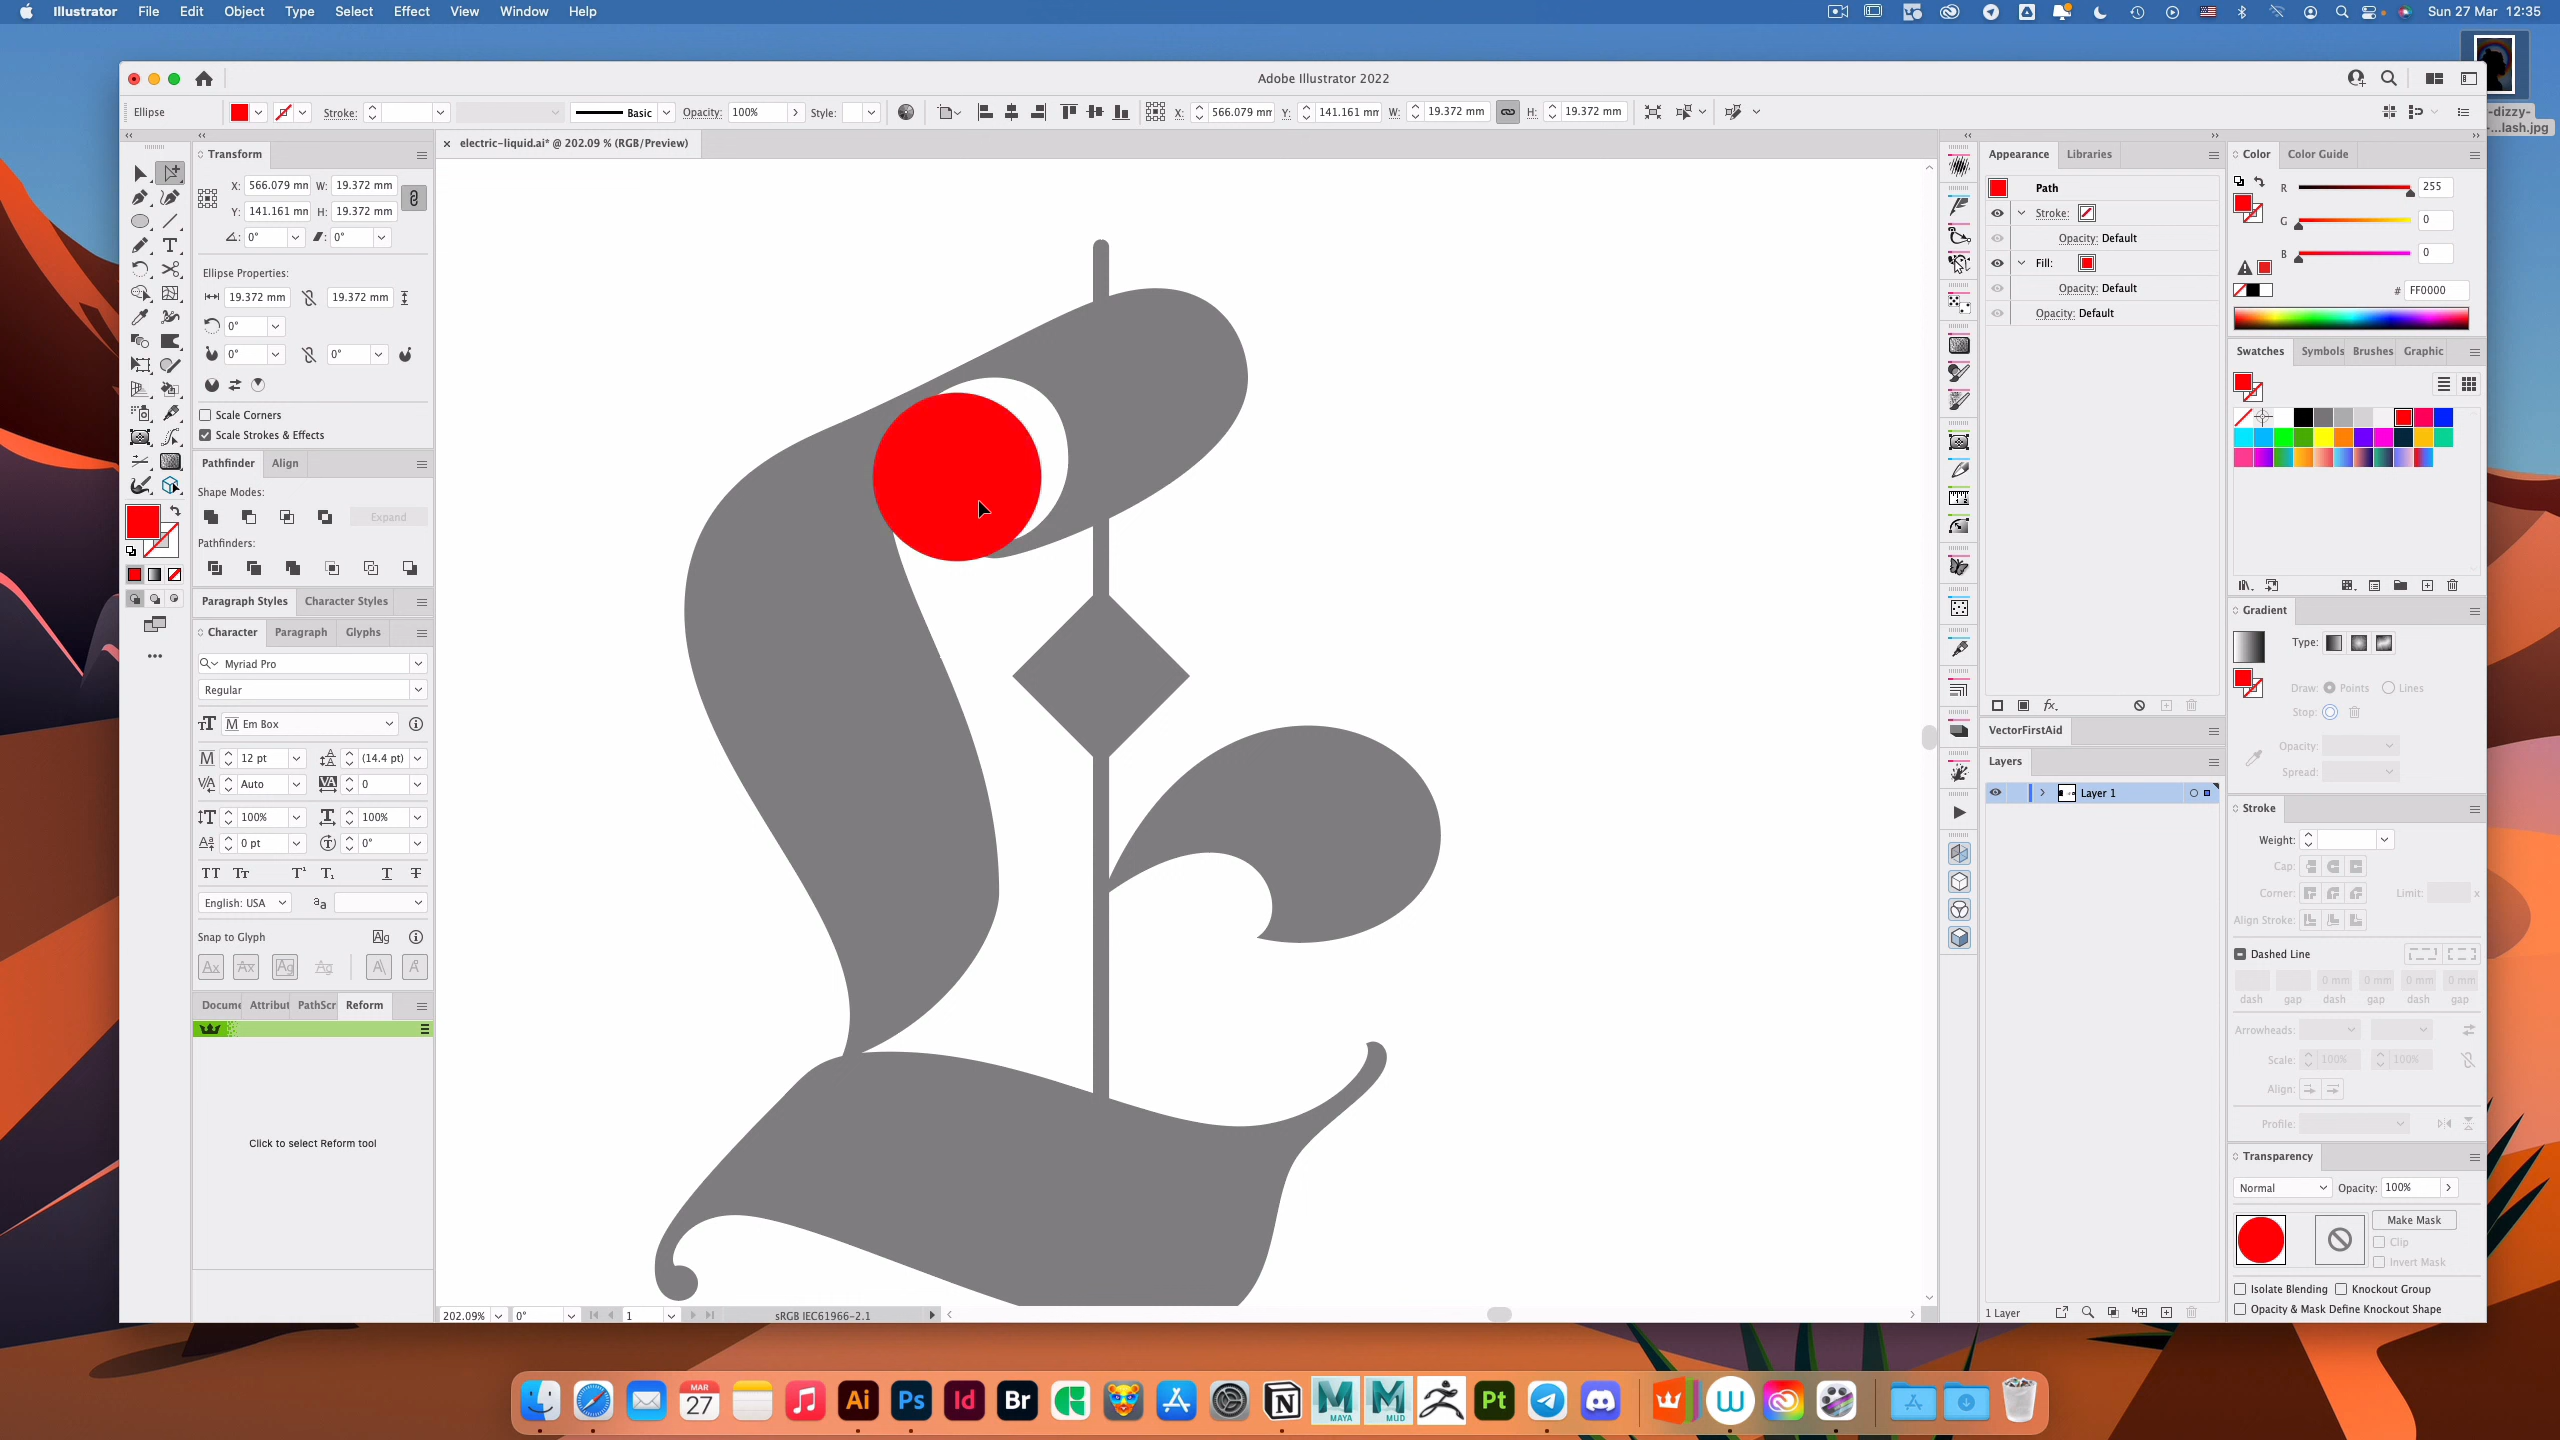 Illustrator File Edit Object Type Select Effect View Window Help
Sun 27 Mar 12:35
-dizzy-
-...lash.jpg
Adobe Illustrator 2022
Ellipse Stroke: Basic Opacity: 100% Style: X: 566.079 mm Y: 141.161 mm W: 19.372 mm H: 19.372 mm
electric-liquid.ai* @ 202.09 % (RGB/Preview)
Transform
X: 566.079 mn W: 19.372 mm
Y: 141.161 mn H: 19.372 mm
0° 0°
Ellipse Properties:
19.372 mm 19.372 mm
0°
0° 0°
Scale Corners
Scale Strokes & Effects
Pathfinder Align
Shape Modes:
Expand
Pathfinders:
Paragraph Styles Character Styles
Character Paragraph Glyphs
Myriad Pro
Regular
Em Box
12 pt (14.4 pt)
Auto 0
100% 100%
0 pt 0°
English: USA
Snap to Glyph
Docume Attribut PathScr Reform
Click to select Reform tool
202.09% 0° 1 sRGB IEC61966-2.1
Appearance Libraries
Path
Stroke:
Opacity: Default
Fill:
Opacity: Default
Opacity: Default
VectorFirstAid
Layers
Layer 1
1 Layer
Color Color Guide
R 255
G 0
B 0
# FF0000
Swatches Symbols Brushes Graphic
Gradient
Type:
Draw: Points Lines
Stop:
Opacity:
Spread:
Stroke
Weight:
Cap:
Corner: Limit: x
Align Stroke:
Dashed Line
0 mm 0 mm 0 mm 0 mm
dash gap dash gap dash gap
Arrowheads:
Scale: 100% 100%
Align:
Profile:
Transparency
Normal Opacity: 100%
Make Mask
Clip
Invert Mask
Isolate Blending Knockout Group
Opacity & Mask Define Knockout Shape
MAR
27
Ai Ps Id Br
MAYA
MUD
Pt